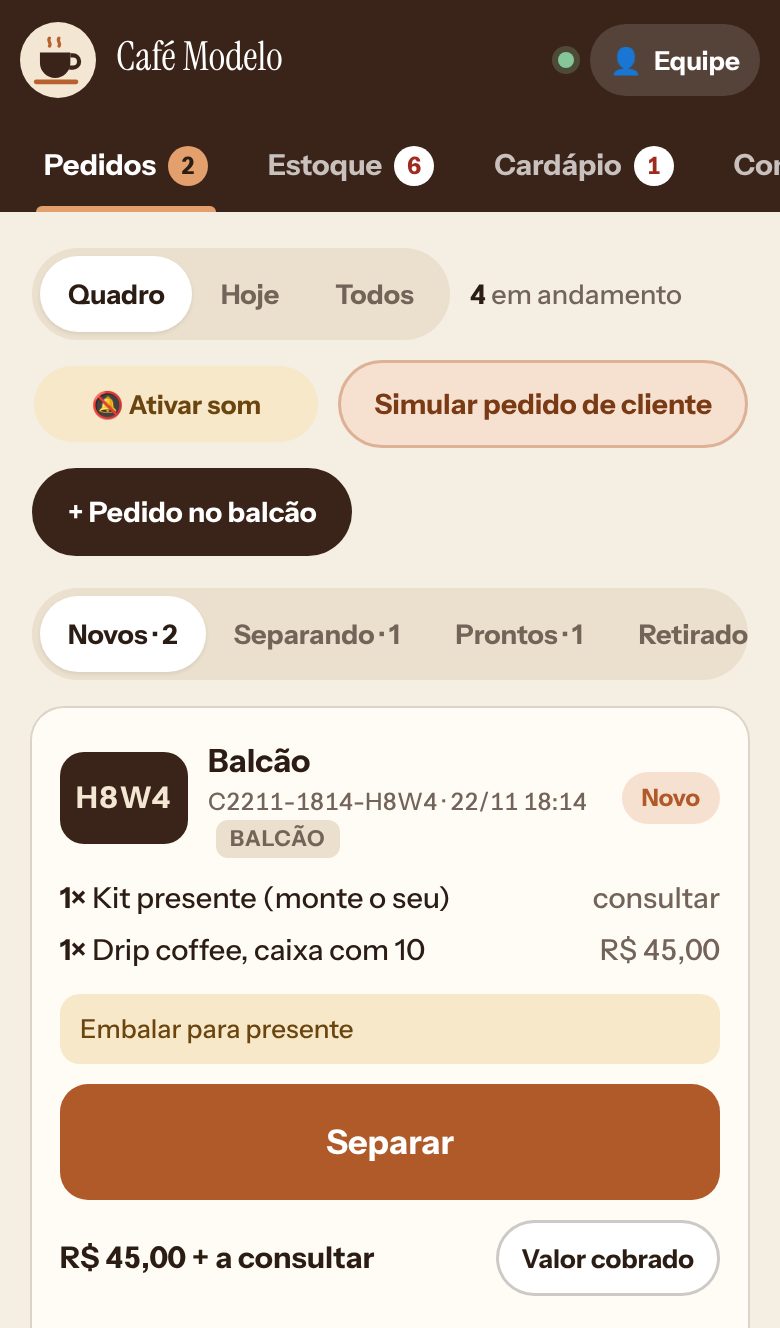 Café Modelo
Equipe
Pedidos 2 Estoque 6 Cardápio 1
Quadro Hoje Todos 4 em andamento
Ativar som Simular pedido de cliente
+ Pedido no balcão
Novos · 2 Separando · 1 Prontos · 1 Retirado
Balcão
H8W4
C2211-1814-H8W4 · 22/11 18:14
Novo
BALCÃO
1× Kit presente (monte o seu) consultar
1× Drip coffee, caixa com 10 R$ 45,00
Embalar para presente
Separar
R$ 45,00 + a consultar Valor cobrado